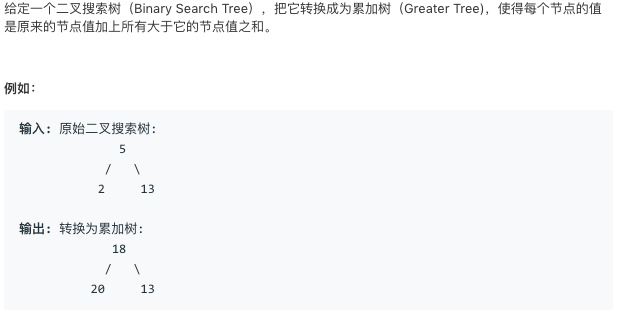 给定一个二叉搜索树（Binary Search Tree），把它转换成为累加树（Greater Tree)，使得每个节点的值
是原来的节点值加上所有大于它的节点值之和。
例如：
输入: 原始二叉搜索树:
5
/ \
2 13
输出: 转换为累加树:
18
/ \
20 13